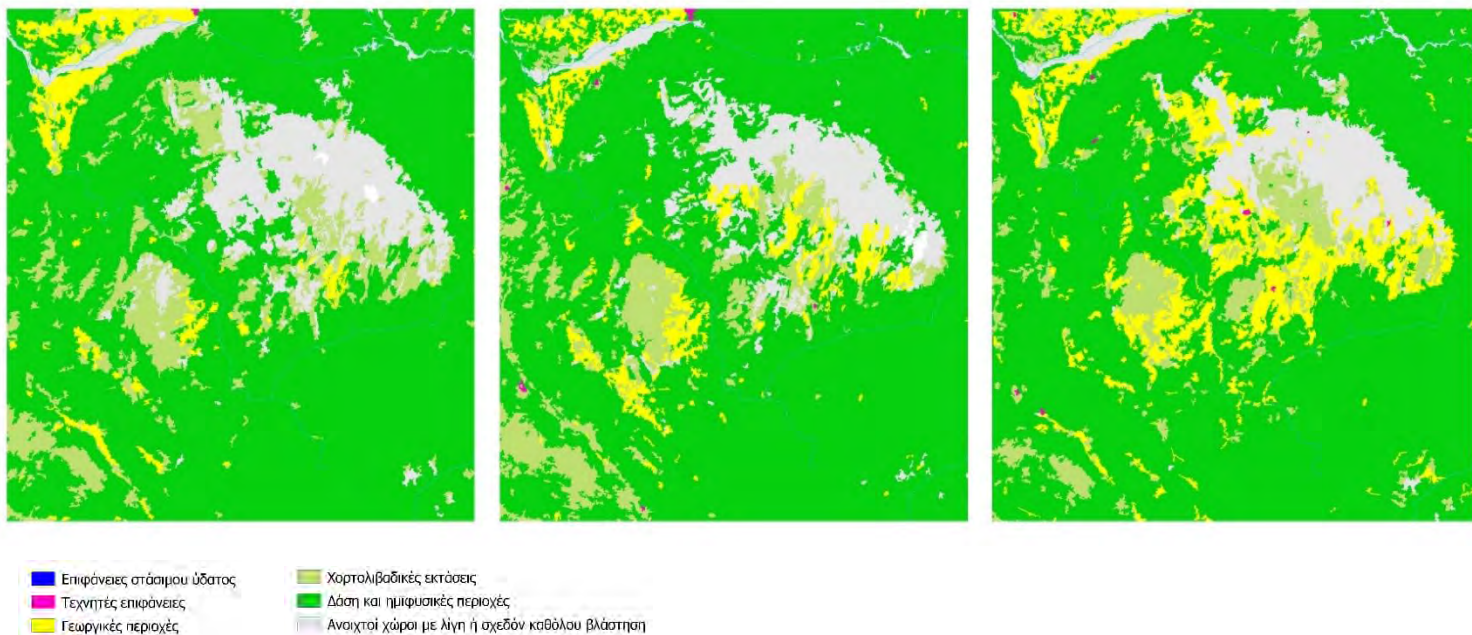 Επιφάνειες στάσιμου ύδατος
Τεχνητές επιφάνειες
Γεωργικές περιοχές
Χορτολιβαδικές εκτάσεις
Δάση και ημιφυσικές περιοχές
Ανοιχτοί χώροι με λίγη ή σχεδόν καθόλου βλάστηση